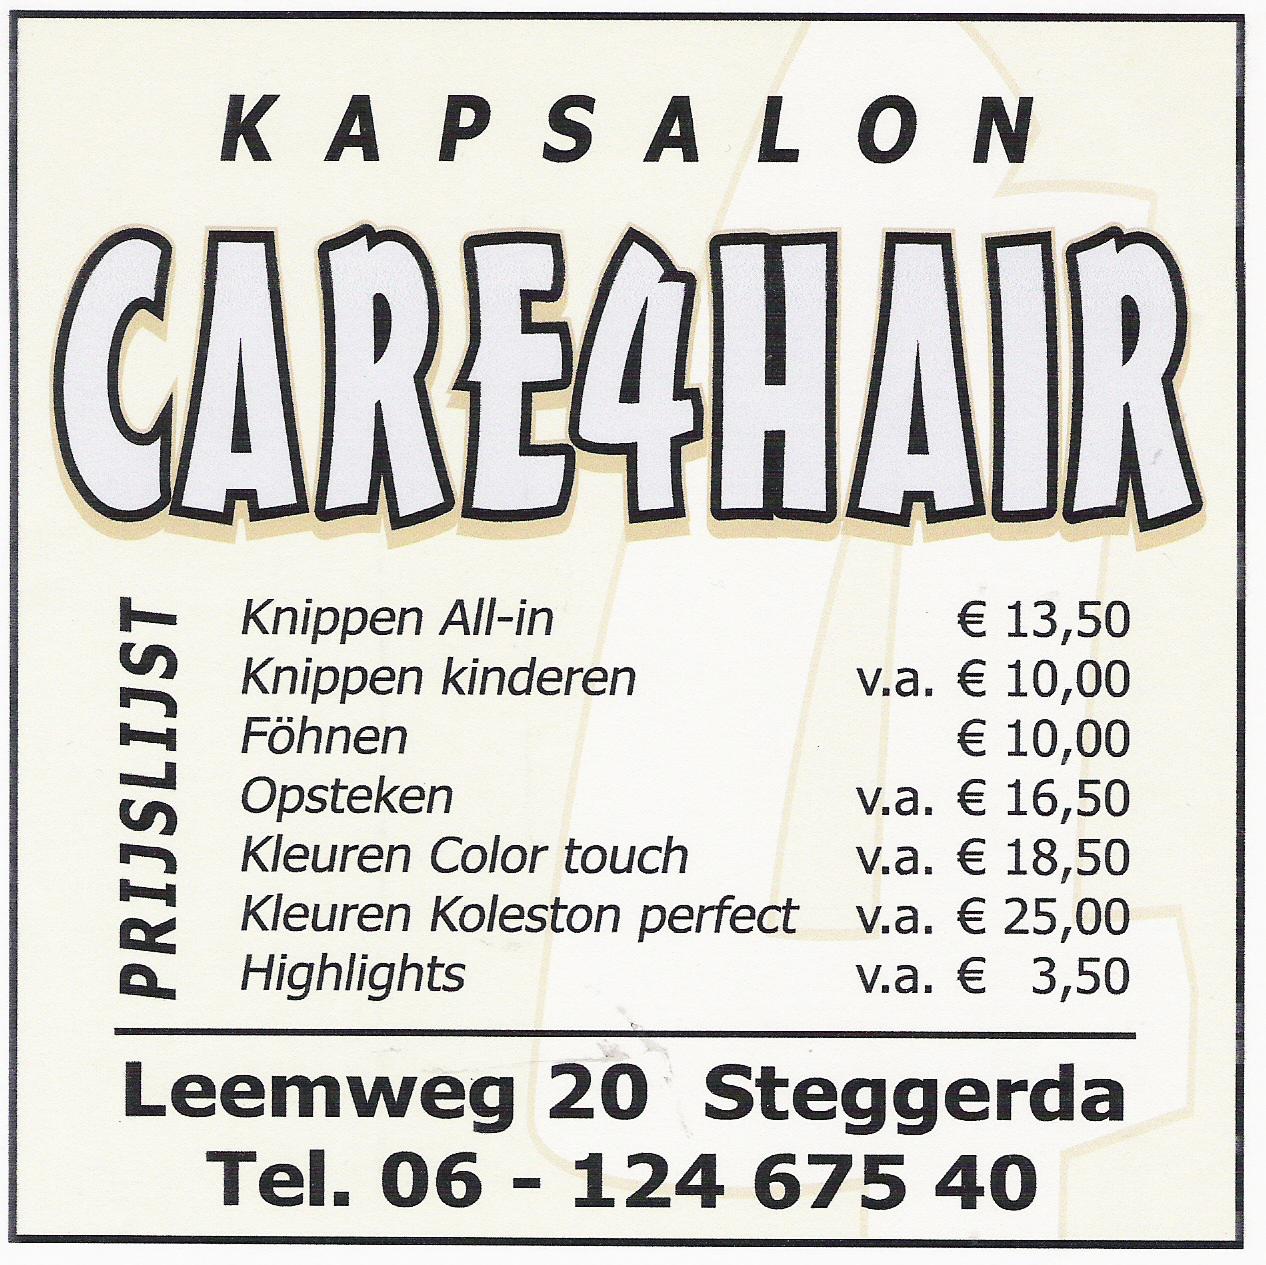 KAPSALON
CARE4HAIR
PRIJSLIJST
Knippen All-in € 13,50
Knippen kinderen v.a. € 10,00
Föhnen € 10,00
Opsteken v.a. € 16,50
Kleuren Color touch v.a. € 18,50
Kleuren Koleston perfect v.a. € 25,00
Highlights v.a. € 3,50
Leemweg 20 Steggerda
Tel. 06 - 124 675 40